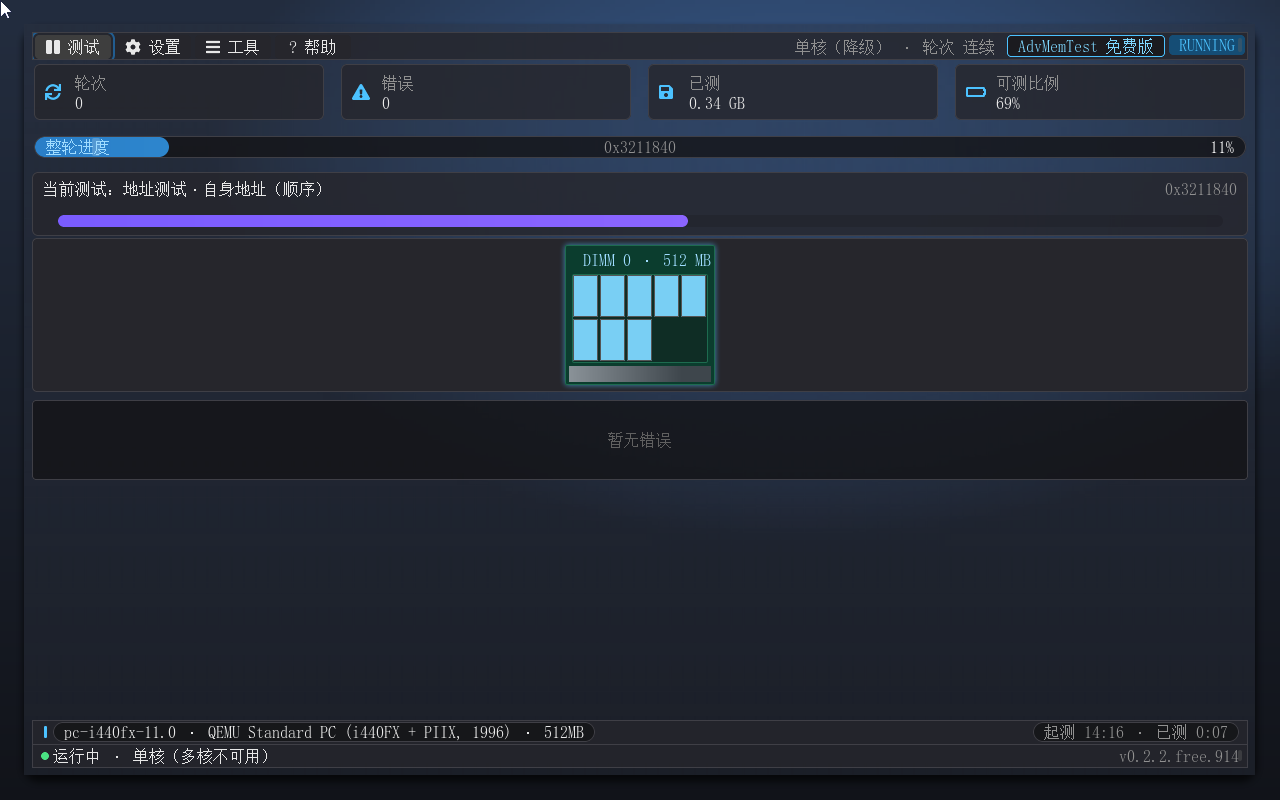 测试 设置 工具 ? 帮助 单核（降级） · 轮次 连续 AdvMemTest 免费版 RUNNING
轮次 错误 已测 可测比例
0 0 0.34 GB 69%
整轮进度 0x3211840 11%
当前测试: 地址测试 · 自身地址（顺序） 0x3211840
DIMM 0 · 512 MB
暂无错误
pc-i440fx-11.0 · QEMU Standard PC (i440FX + PIIX, 1996) · 512MB 起测 14:16 · 已测 0:07
运行中 · 单核（多核不可用） v0.2.2.free.914